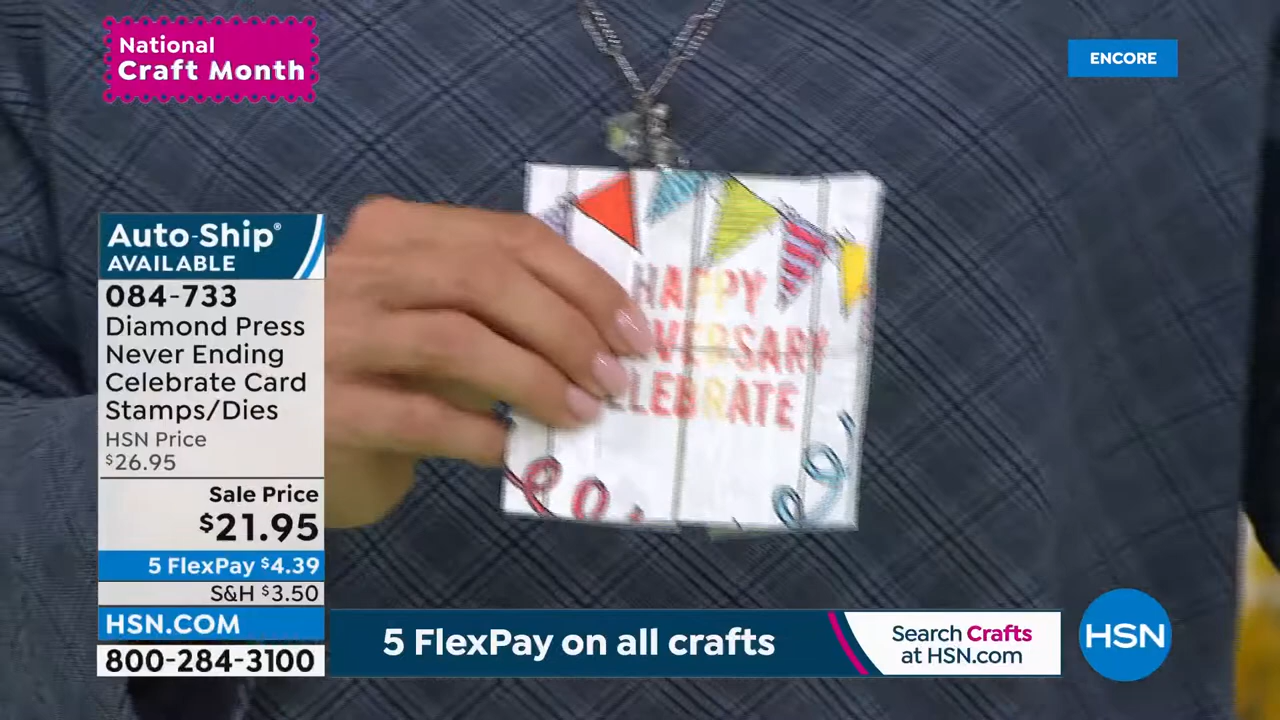 National
Craft Month
ENCORE
Auto-Ship®
AVAILABLE
084-733
Diamond Press
Never Ending
Celebrate Card
Stamps/Dies
HSN Price
$26.95
Sale Price
$21.95
5 FlexPay $4.39
S&H $3.50
HSN.COM
800-284-3100
HAPPY
5 FlexPay on all crafts
Search Crafts
at HSN.com
HSN